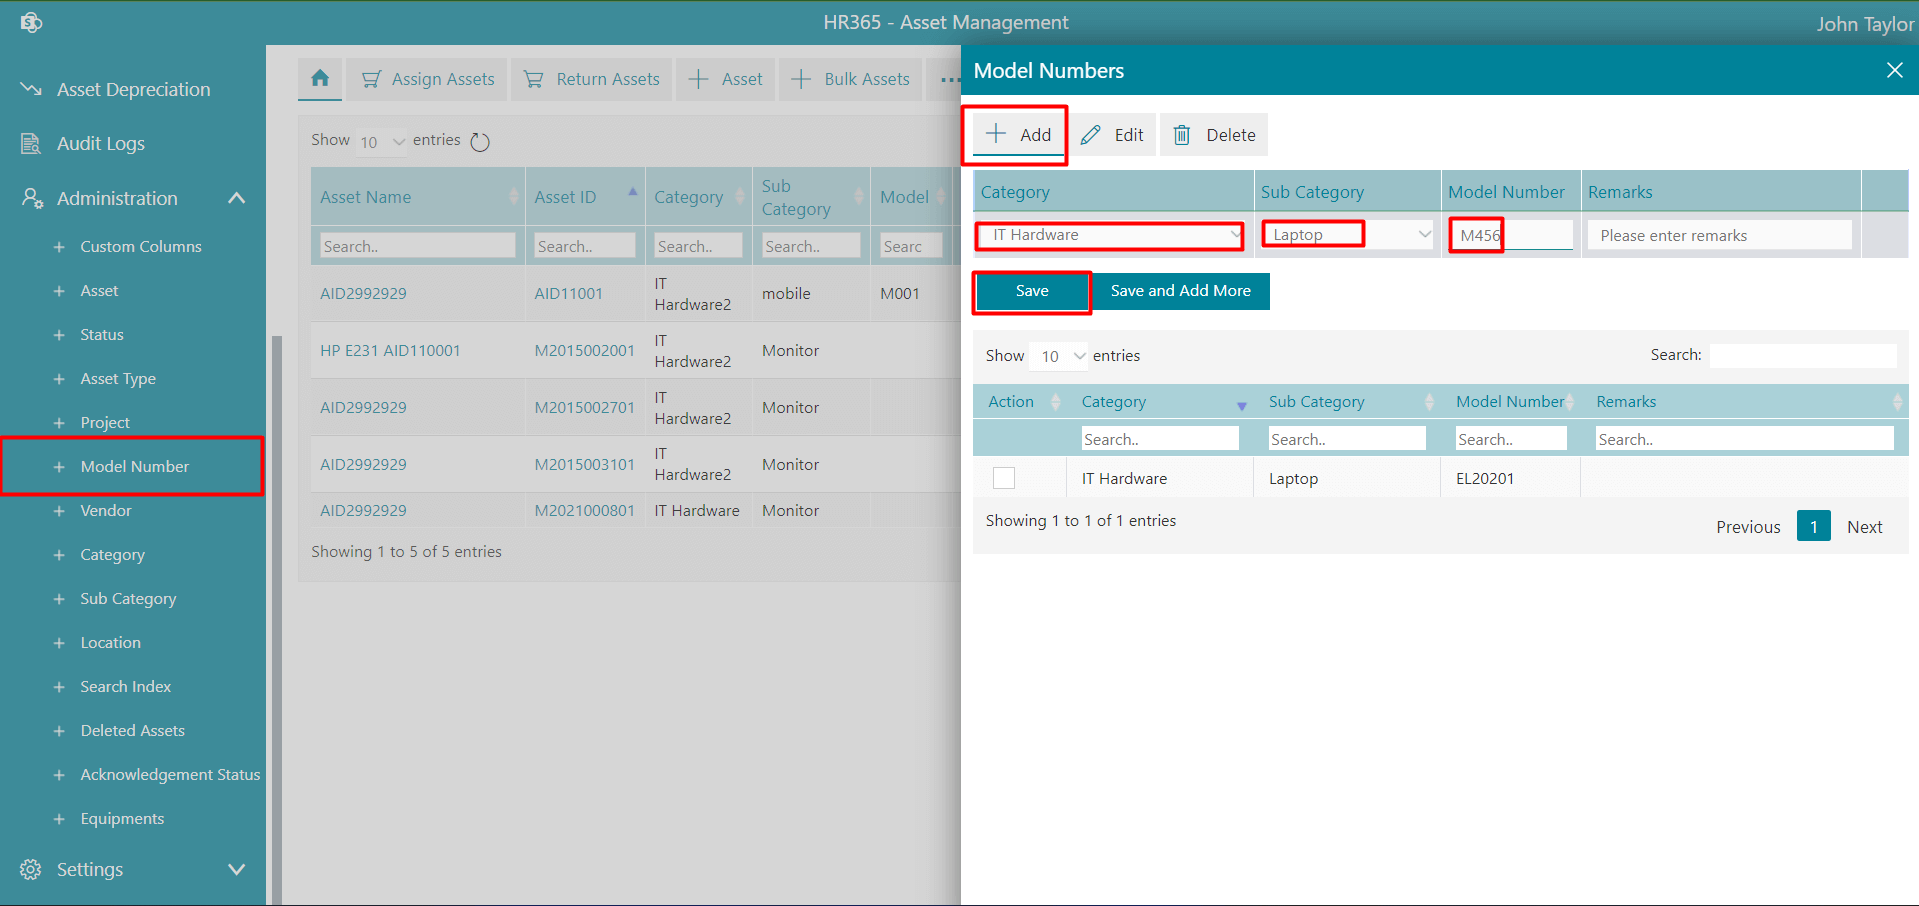 HR365 - Asset Management
John Taylor
Asset Depreciation
Audit Logs
Administration
Custom Columns
Asset
Status
Asset Type
Project
Model Number
Vendor
Category
Sub Category
Location
Search Index
Deleted Assets
Acknowledgement Status
Equipments
Settings
Assign Assets Return Assets Asset Bulk Assets ...
Show 10 entries
Asset Name Asset ID Category Sub Category Model
Search.. Search.. Search.. Search.. Searc
AID2992929 AID11001 IT Hardware2 mobile M001
HP E231 AID110001 M2015002001 IT Hardware2 Monitor
AID2992929 M2015002701 IT Hardware2 Monitor
AID2992929 M2015003101 IT Hardware2 Monitor
AID2992929 M2021000801 IT Hardware Monitor
Showing 1 to 5 of 5 entries
Model Numbers
Add Edit Delete
Category Sub Category Model Number Remarks
IT Hardware Laptop M456 Please enter remarks
Save Save and Add More
Show 10 entries Search:
Action Category Sub Category Model Number Remarks
Search.. Search.. Search.. Search..
IT Hardware Laptop EL20201
Showing 1 to 1 of 1 entries
Previous 1 Next